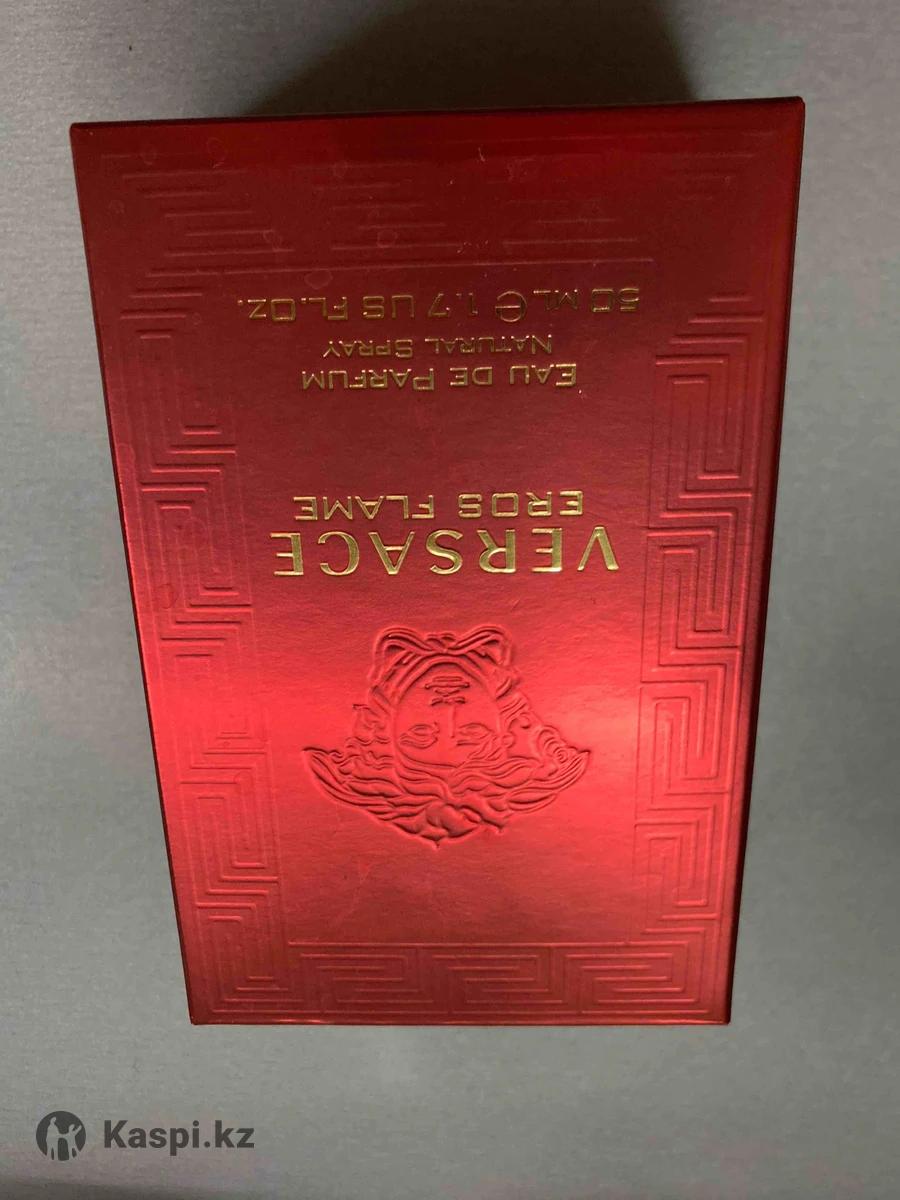 VERSACE
EROS FLAME
EAU DE PARFUM
NATURAL SPRAY
50 ML ℮ 1.7 US FL.OZ.
Kaspi.kz